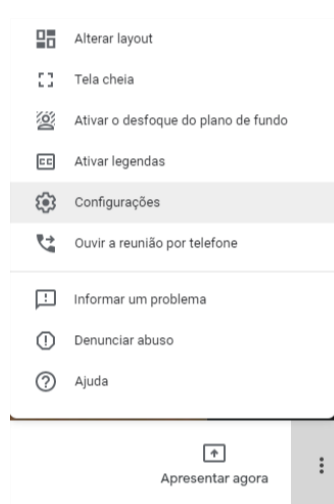 Alterar layout
Tela cheia
Ativar o desfoque do plano de fundo
CC Ativar legendas
Configurações
Ouvir a reunião por telefone
Informar um problema
Denunciar abuso
Ajuda
Apresentar agora